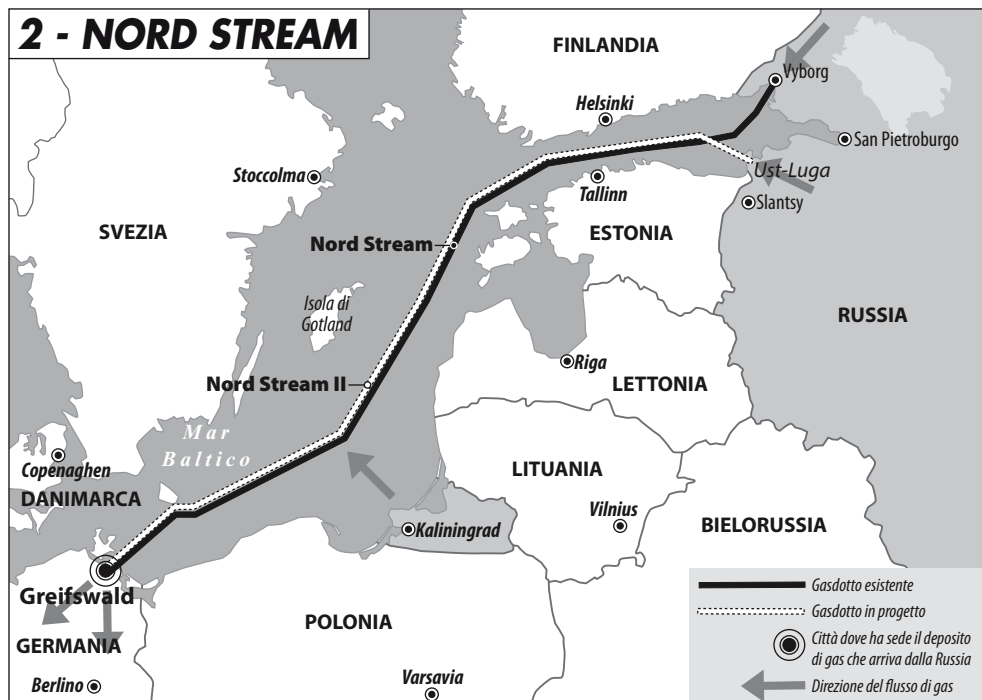 2 - NORD STREAM
FINLANDIA
Vyborg
Helsinki
San Pietroburgo
Stoccolma
Ust-Luga
Tallinn
Slantsy
SVEZIA
ESTONIA
Nord Stream
Isola di
Gotland
RUSSIA
Riga
Nord Stream II
LETTONIA
Mar
Baltico
Copenaghen
LITUANIA
DANIMARCA
Vilnius
BIELORUSSIA
Kaliningrad
Greifswald
POLONIA
GERMANIA
Berlino
Varsavia
Gasdotto esistente
Gasdotto in progetto
Città dove ha sede il deposito
di gas che arriva dalla Russia
Direzione del flusso di gas